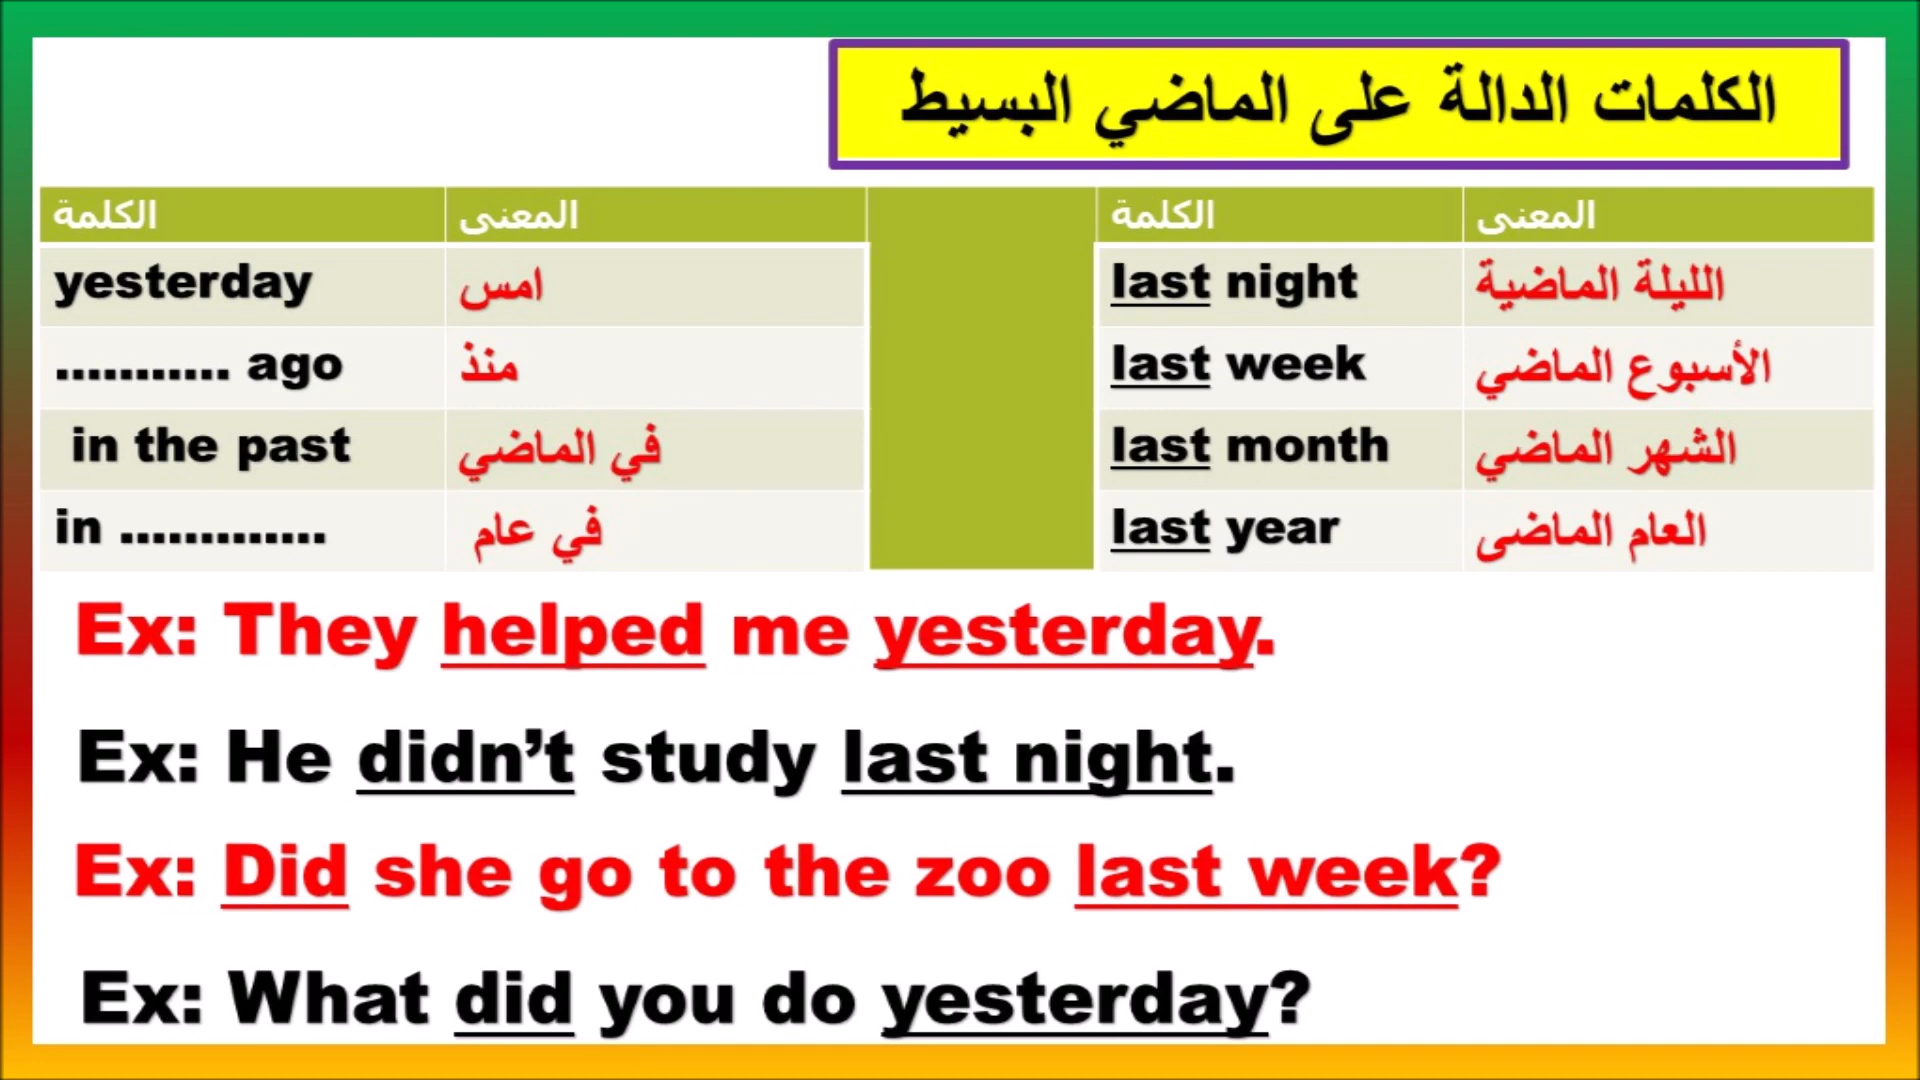 الكلمات الدالة على الماضي البسيط
الكلمة المعنى الكلمة المعنى
yesterday امس last night الليلة الماضية
........... ago منذ last week الأسبوع الماضي
in the past في الماضي last month الشهر الماضي
in ............. في عام last year العام الماضى
Ex: They helped me yesterday.
Ex: He didn’t study last night.
Ex: Did she go to the zoo last week?
Ex: What did you do yesterday?